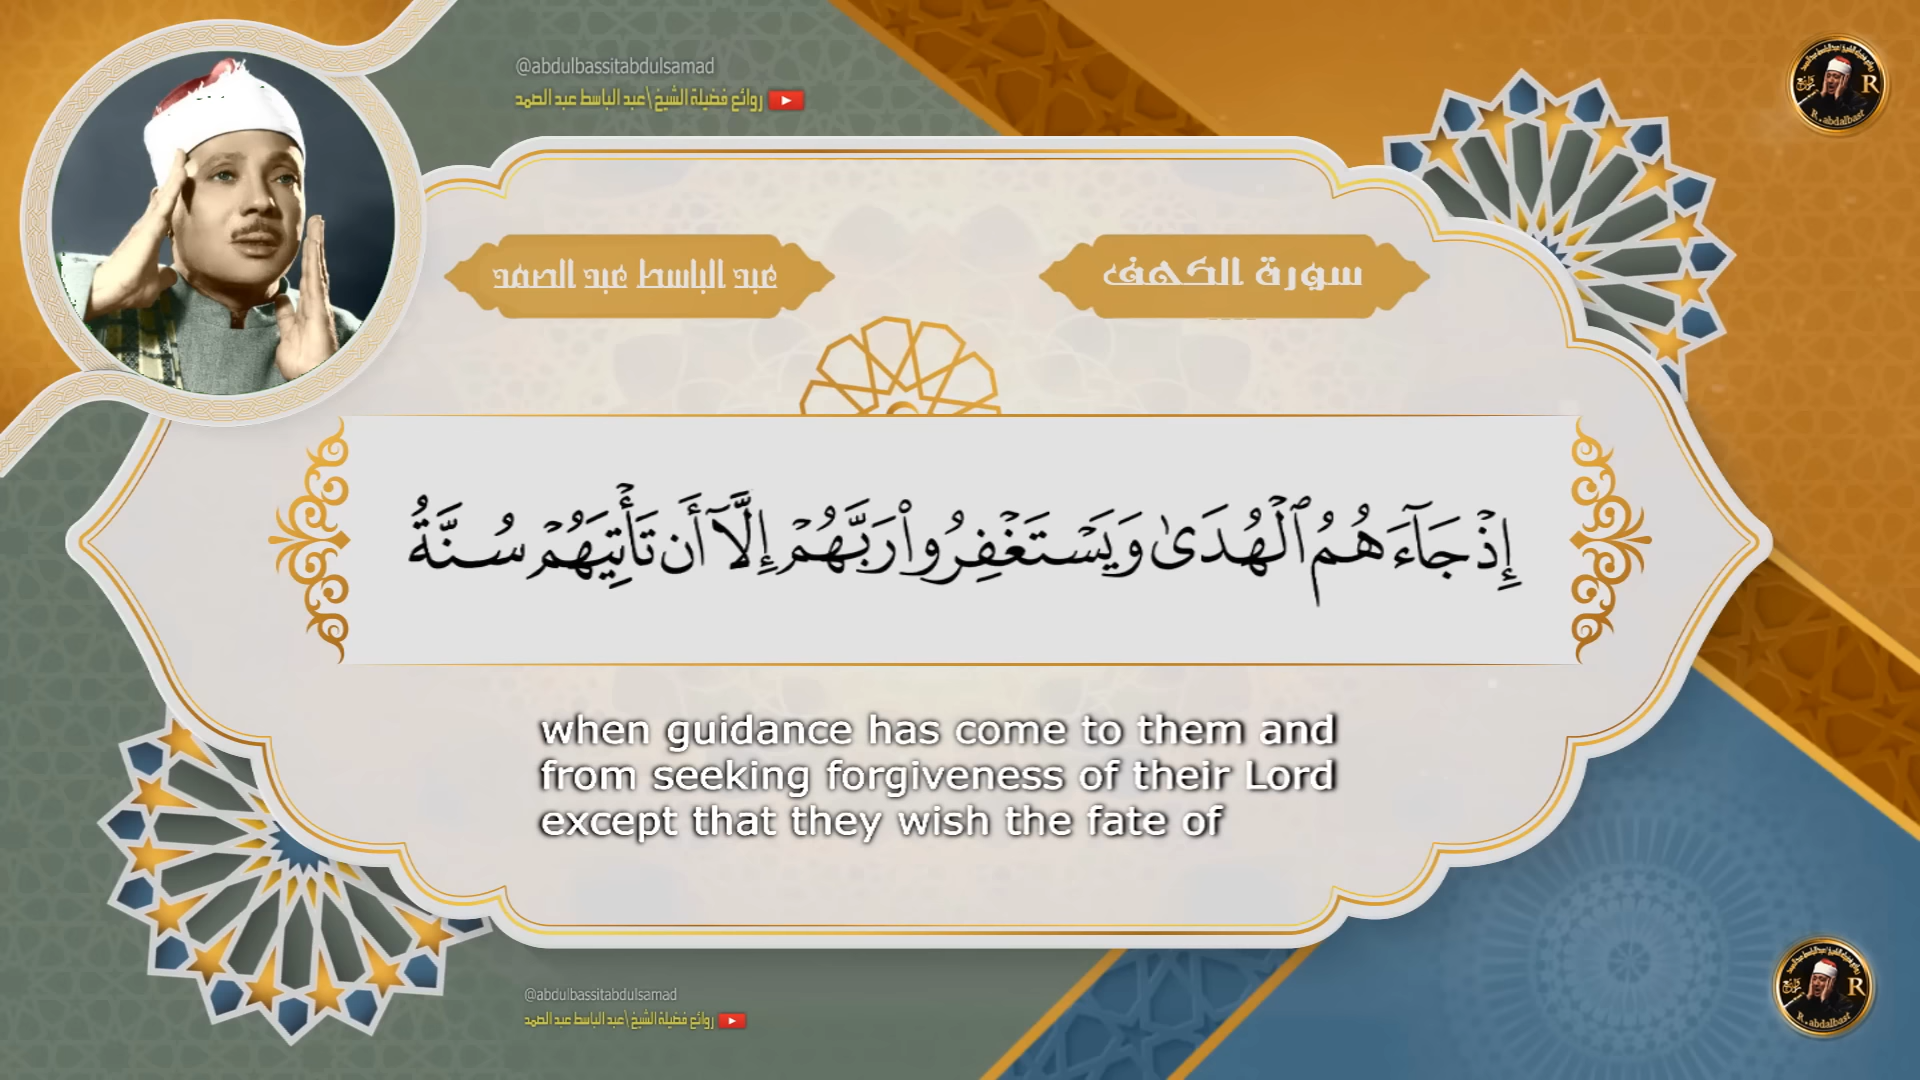 @abdulbassitabdulsamad
روائع فضيلة الشيخ \ عبد الباسط عبد الصمد
R
R.abdalbast
عبد الباسط عبد الصمد
سورة الكهف
إِذْ جَآءَهُمُ ٱلْهُدَىٰ وَيَسْتَغْفِرُوا۟ رَبَّهُمْ إِلَّآ أَن تَأْتِيَهُمْ سُنَّةُ
when guidance has come to them and
from seeking forgiveness of their Lord
except that they wish the fate of
@abdulbassitabdulsamad
روائع فضيلة الشيخ \ عبد الباسط عبد الصمد
R
R.abdalbast